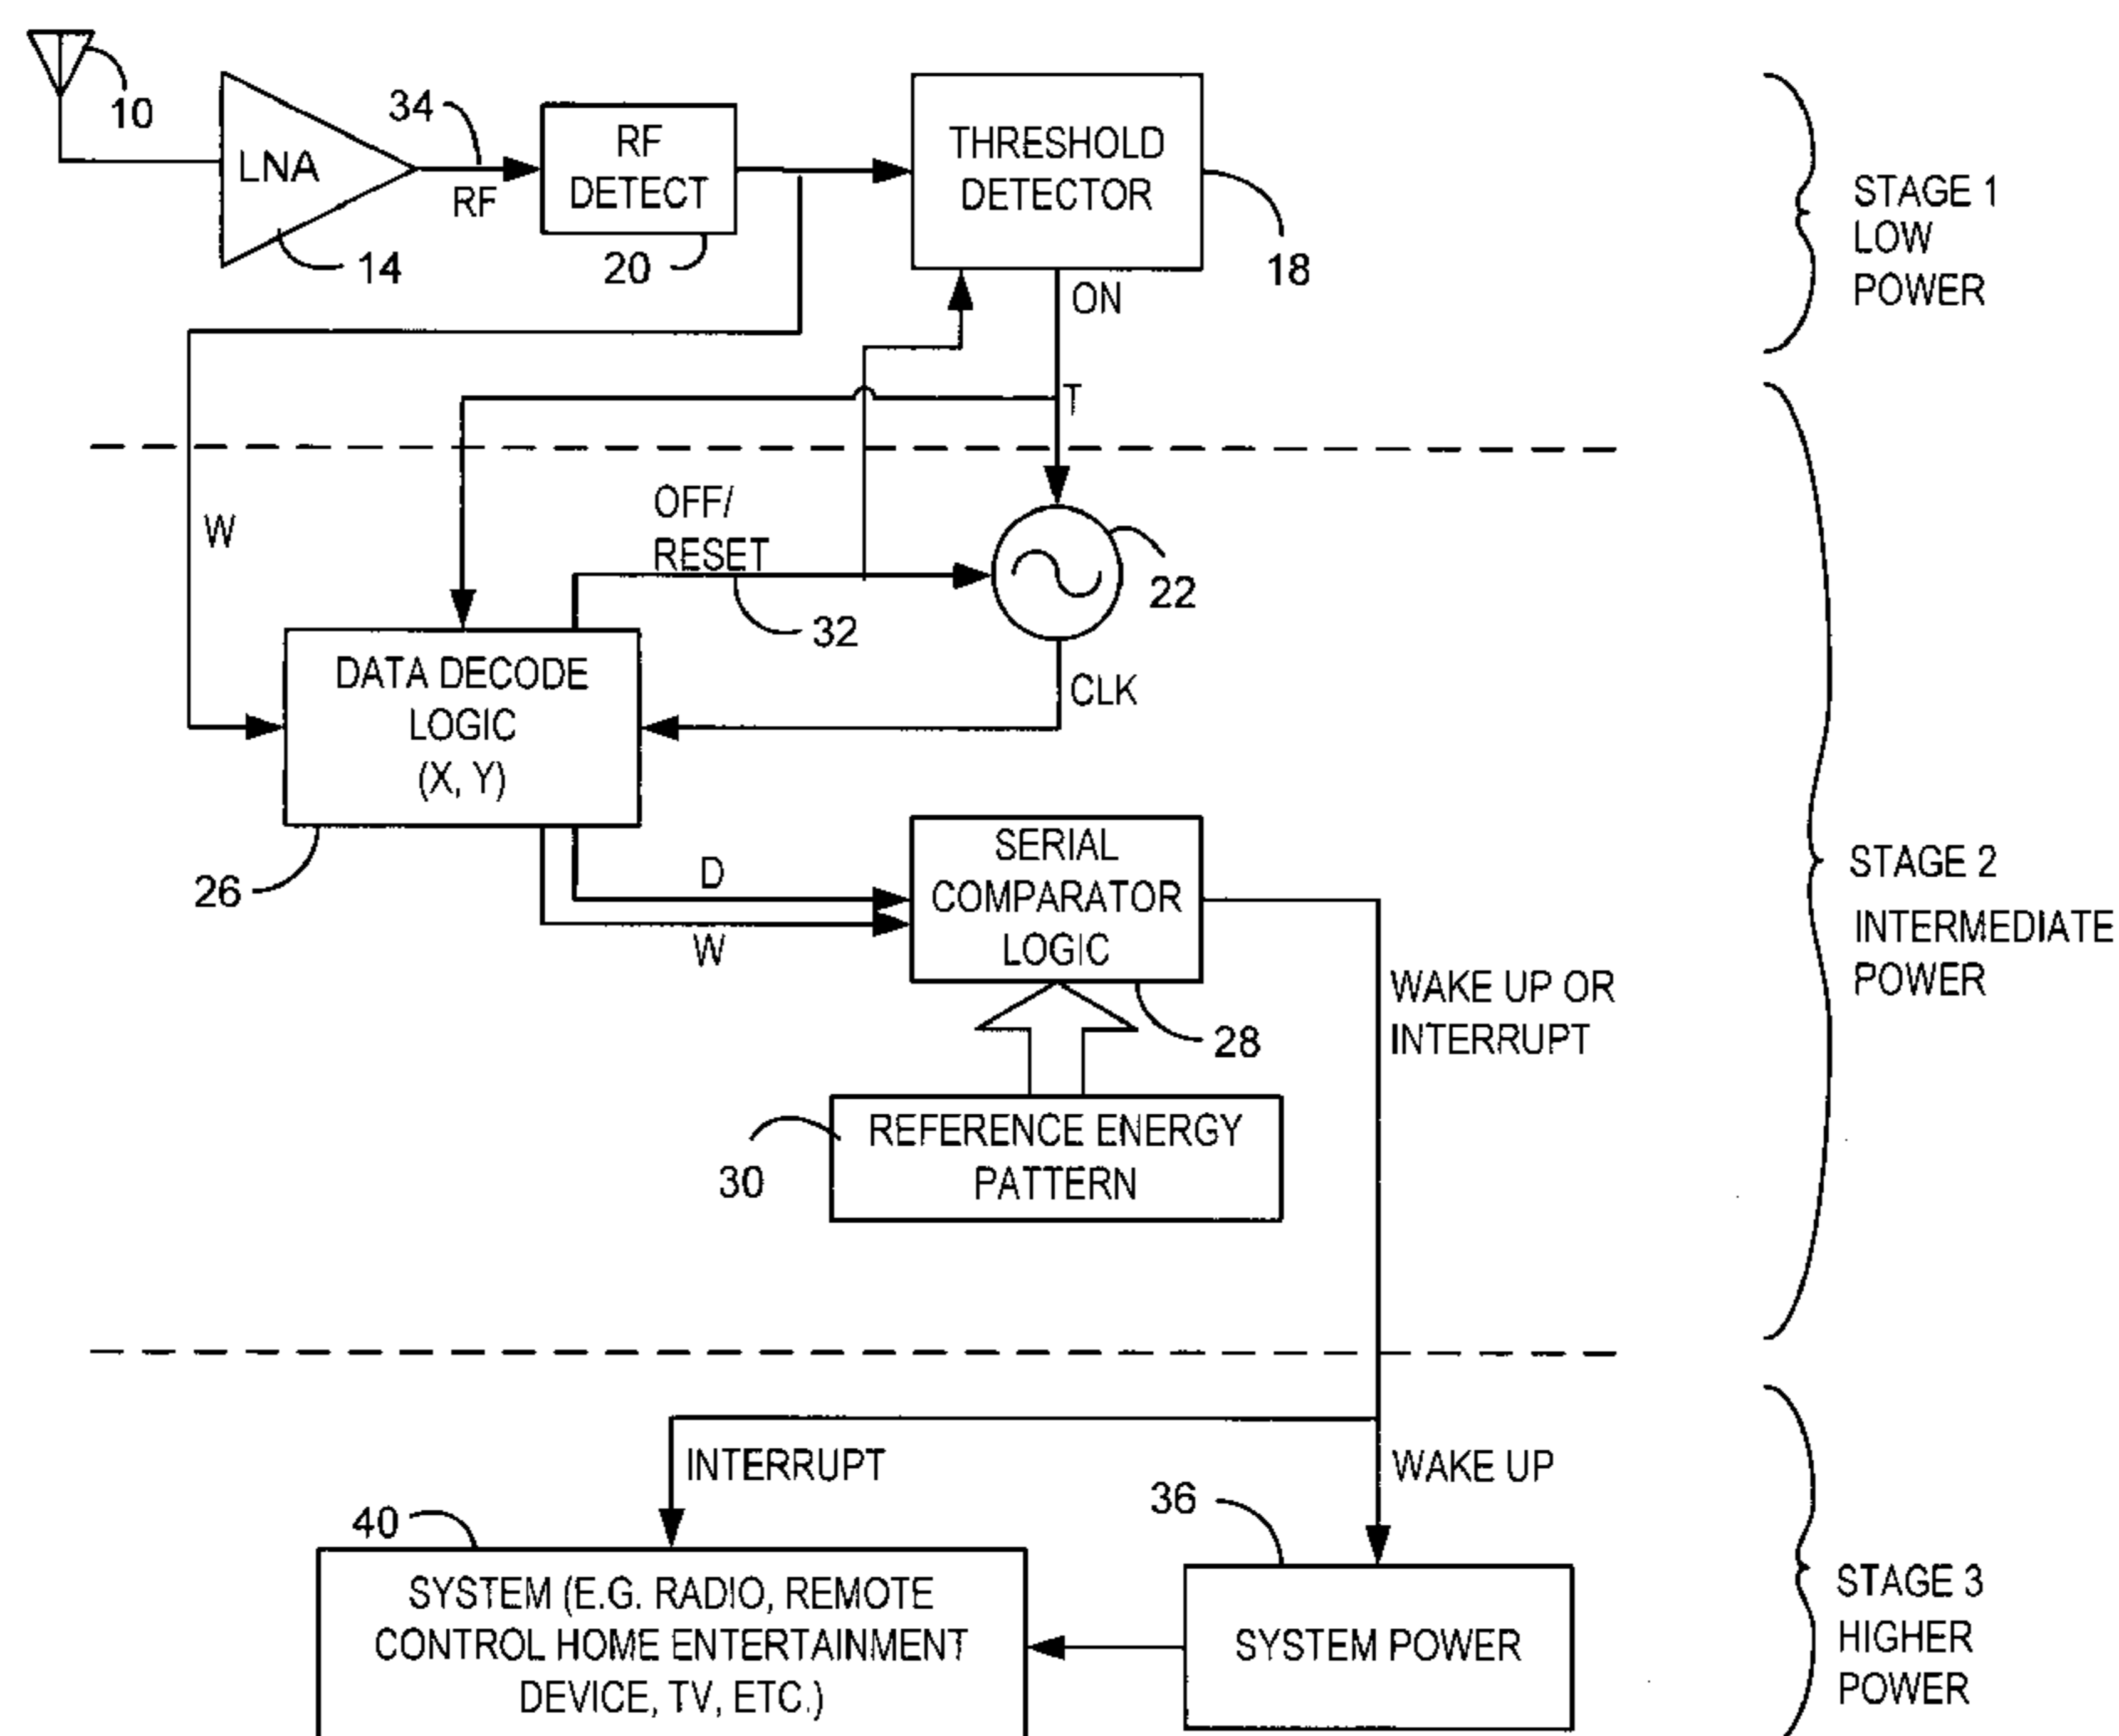 10
LNA
14
34
RF
RF
DETECT
20
THRESHOLD
DETECTOR
18
STAGE 1
LOW
POWER
ON
T
W
OFF/
RESET
32
22
CLK
DATA DECODE
LOGIC
(X, Y)
26
D
W
SERIAL
COMPARATOR
LOGIC
28
REFERENCE ENERGY
PATTERN
30
WAKE UP OR
INTERRUPT
STAGE 2
INTERMEDIATE
POWER
INTERRUPT
WAKE UP
40
36
SYSTEM (E.G. RADIO, REMOTE
CONTROL HOME ENTERTAINMENT
DEVICE, TV, ETC.)
SYSTEM POWER
STAGE 3
HIGHER
POWER